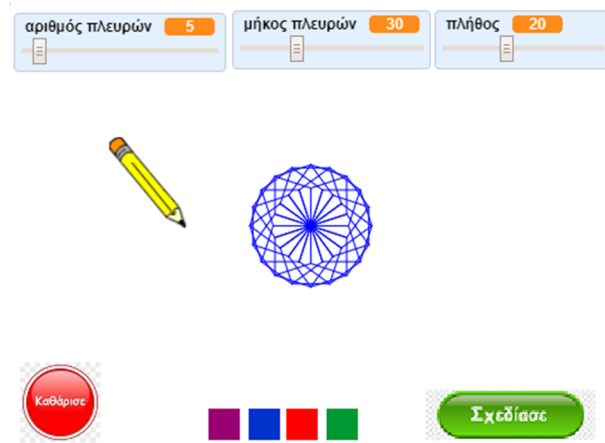 αριθμός πλευρών 5
μήκος πλευρών 30
πλήθος 20
Καθάρισε
Σχεδίασε